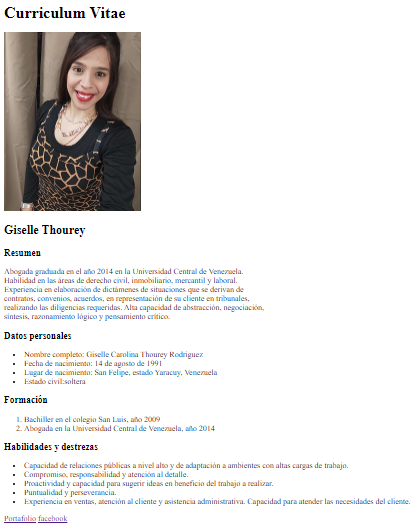 Curriculum Vitae
Giselle Thourey
Resumen
Abogada graduada en el año 2014 en la Universidad Central de Venezuela.
Habilidad en las áreas de derecho civil, inmobiliario, mercantil y laboral.
Experiencia en elaboración de dictámenes de situaciones que se derivan de
contratos, convenios, acuerdos, en representación de su cliente en tribunales,
realizando las diligencias requeridas. Alta capacidad de abstracción, negociación,
síntesis, razonamiento lógico y pensamiento crítico.
Datos personales
• Nombre completo: Giselle Carolina Thourey Rodriguez
• Fecha de nacimiento: 14 de agosto de 1991
• Lugar de nacimiento: San Felipe, estado Yaracuy, Venezuela
• Estado civil:soltera
Formación
1. Bachiller en el colegio San Luis, año 2009
2. Abogada en la Universidad Central de Venezuela, año 2014
Habilidades y destrezas
• Capacidad de relaciones públicas a nivel alto y de adaptación a ambientes con altas cargas de trabajo.
• Compromiso, responsabilidad y atención al detalle.
• Proactividad y capacidad para sugerir ideas en beneficio del trabajo a realizar.
• Puntualidad y perseverancia.
• Experiencia en ventas, atención al cliente y asistencia administrativa. Capacidad para atender las necesidades del cliente.
Portafolio facebook